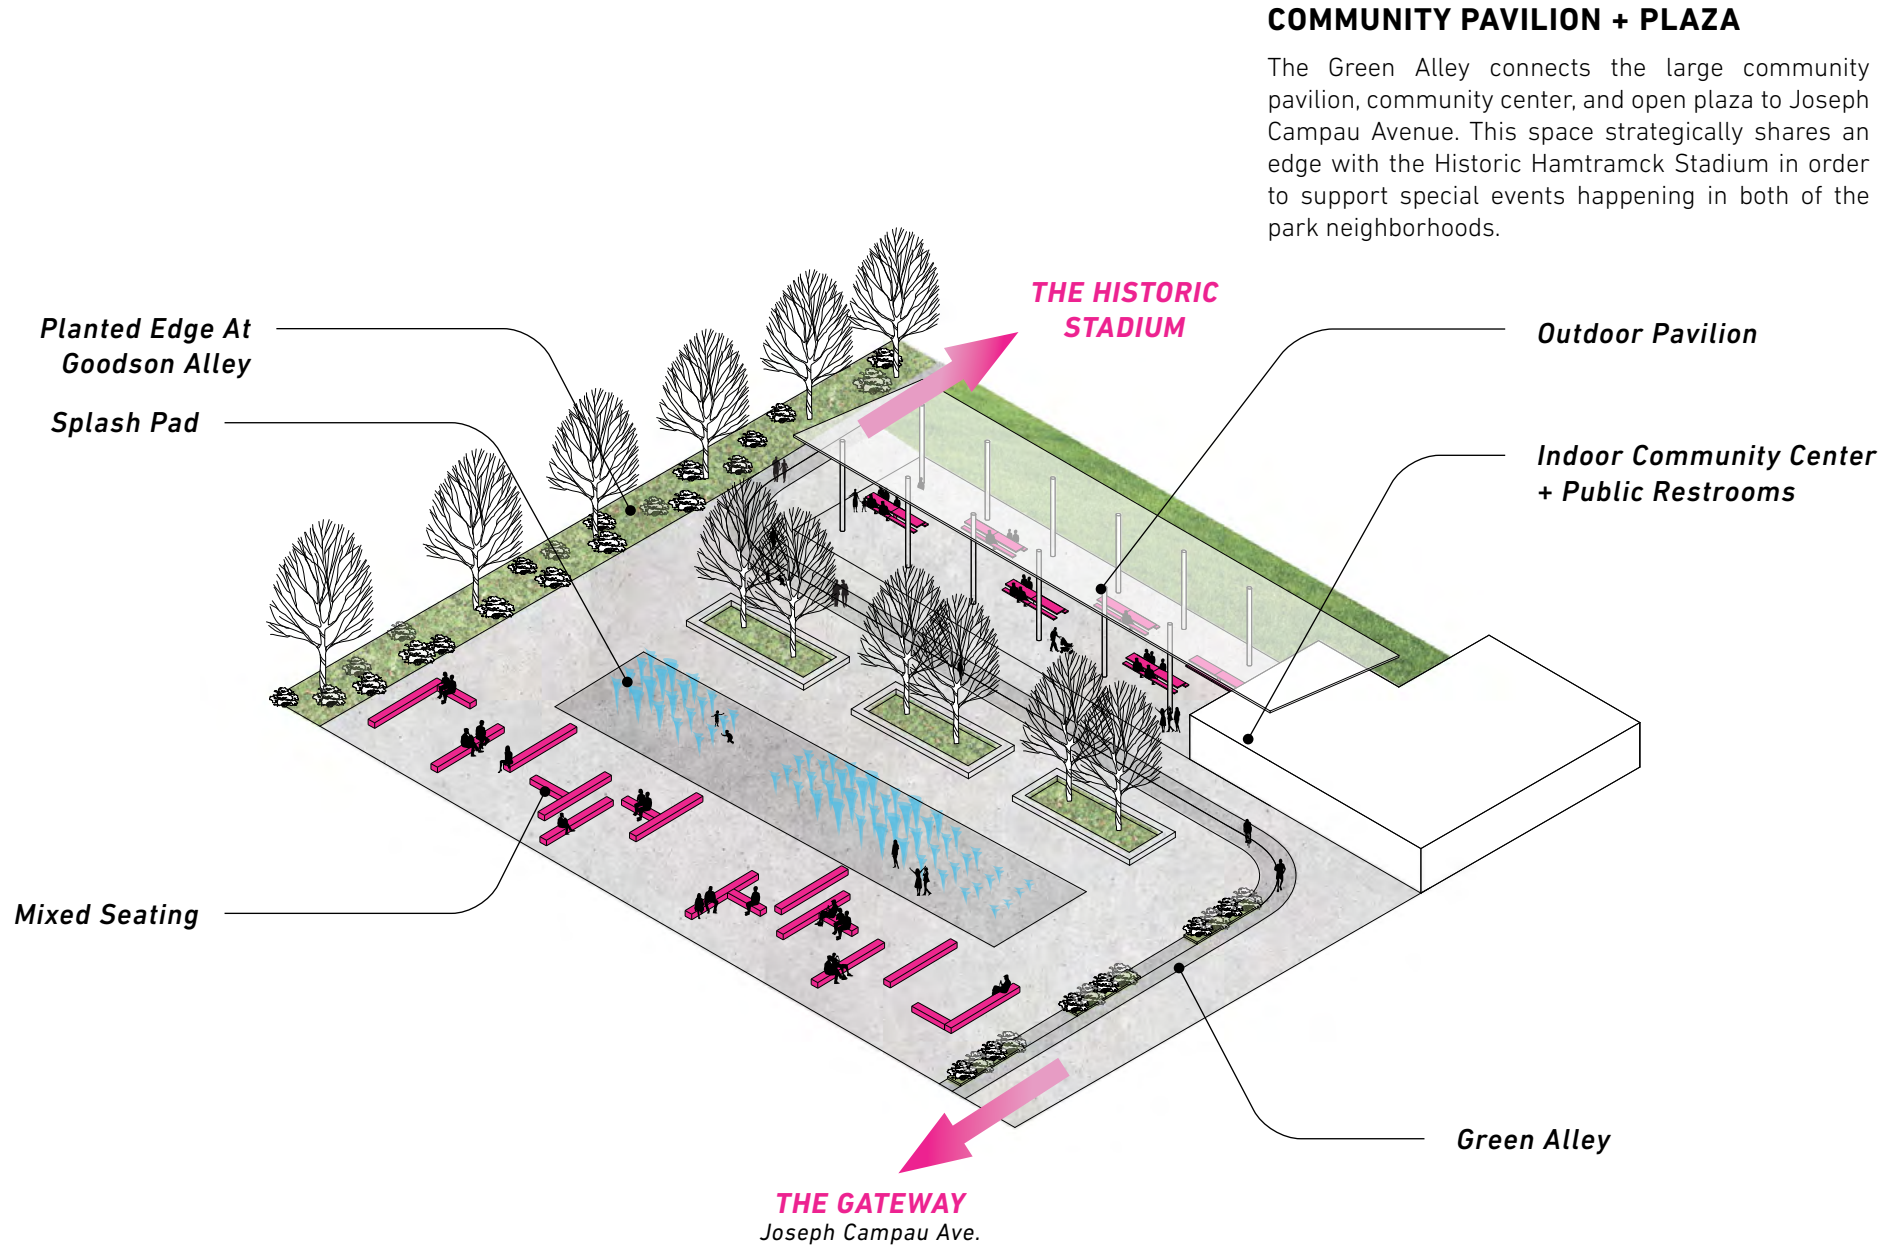 COMMUNITY PAVILION + PLAZA
The Green Alley connects the large community
pavilion, community center, and open plaza to Joseph
Campau Avenue. This space strategically shares an
edge with the Historic Hamtramck Stadium in order
to support special events happening in both of the
park neighborhoods.
THE HISTORIC
STADIUM
Planted Edge At
Goodson Alley
Splash Pad
Outdoor Pavilion
Indoor Community Center
+ Public Restrooms
Mixed Seating
Green Alley
THE GATEWAY
Joseph Campau Ave.